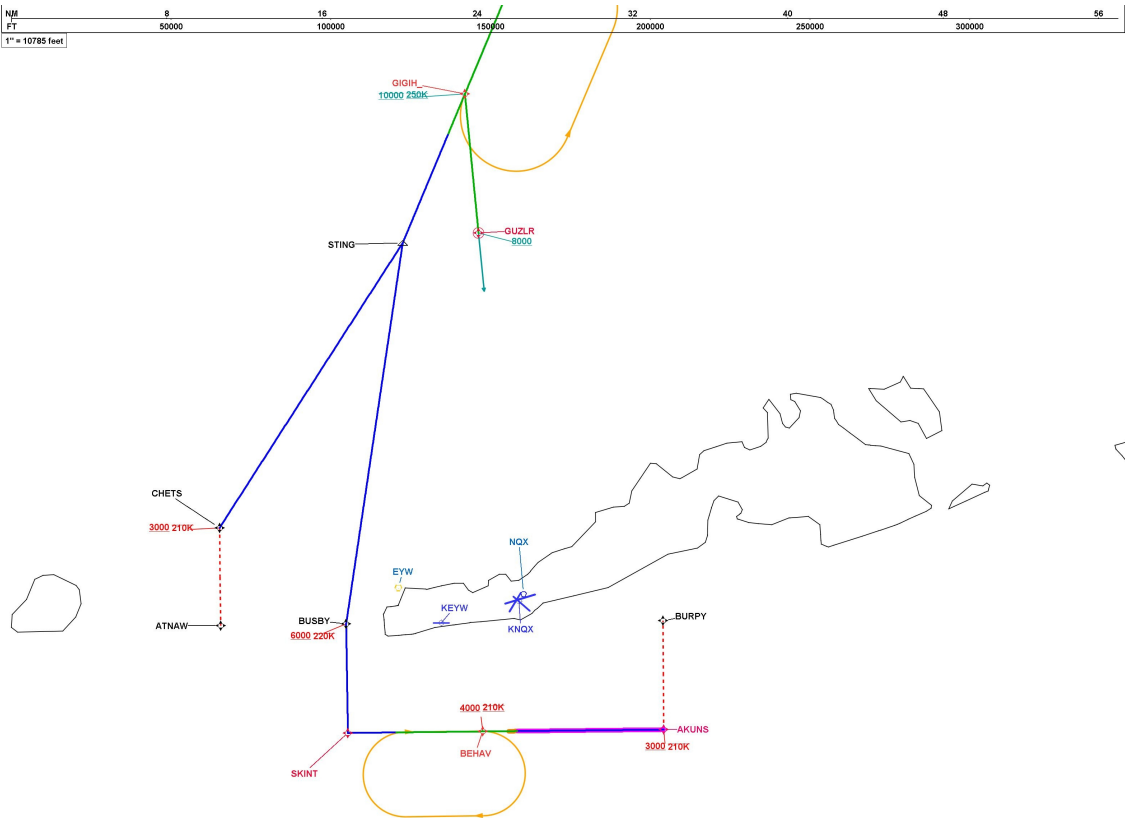 NM 8 16 24 32 40 48 56
FT 50000 100000 150000 200000 250000 300000
1" = 10785 feet
GIGIH_
10000 250K
GUZLR
8000
STING
CHETS
3000 210K
NQX
EYW
KEYW
ATNAW
BUSBY
BURPY
6000 220K
KNQX
4000 210K
AKUNS
3000 210K
BEHAV
SKINT